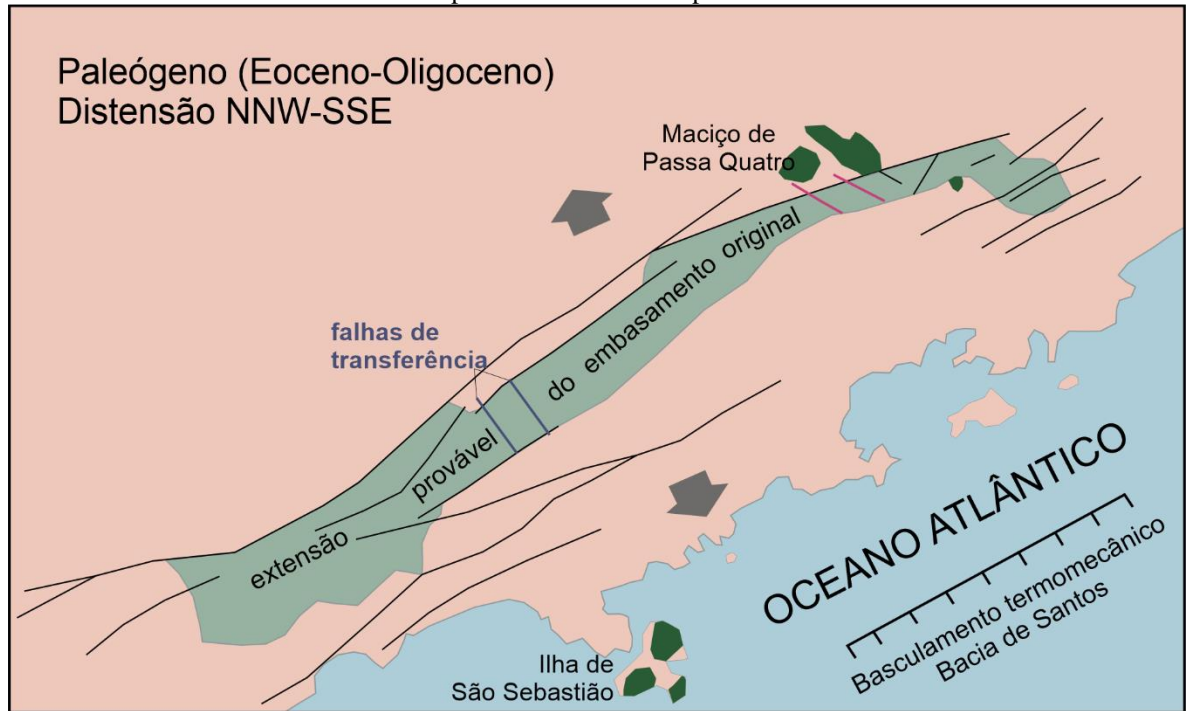 Paleógeno (Eoceno-Oligoceno)
Distensão NNW-SSE
Maciço de
Passa Quatro
falhas de
transferência
extensão provável do embasamento original
OCEANO ATLÂNTICO
Basculamento termomecânico
Bacia de Santos
Ilha de
São Sebastião